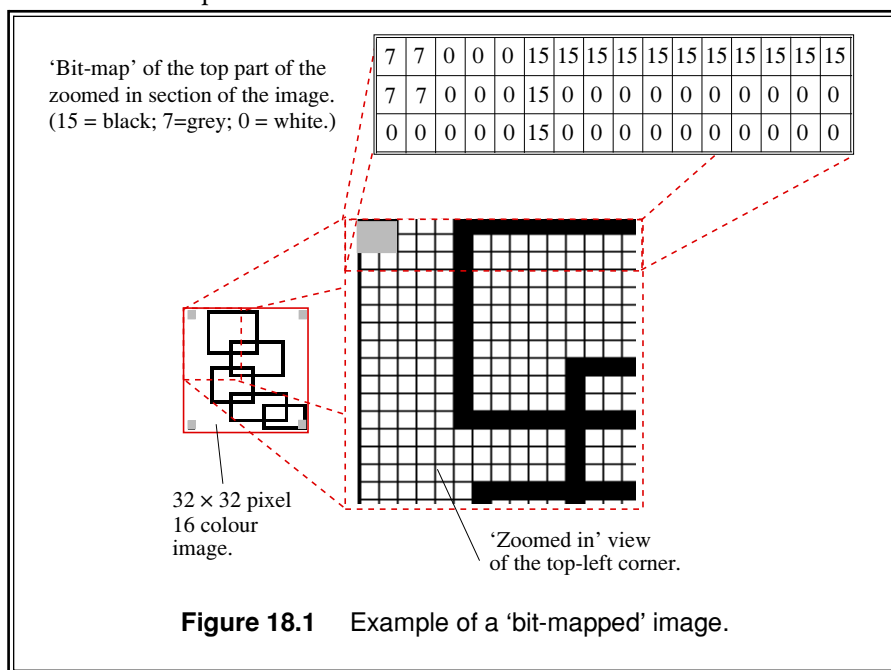 ‘Bit-map’ of the top part of the
zoomed in section of the image.
(15 = black; 7=grey; 0 = white.)
7 7 0 0 0 15 15 15 15 15 15 15 15 15 15 15
7 7 0 0 0 15 0 0 0 0 0 0 0 0 0 0
0 0 0 0 0 15 0 0 0 0 0 0 0 0 0 0
32 × 32 pixel
16 colour
image.
‘Zoomed in’ view
of the top-left corner.
Figure 18.1 Example of a ‘bit-mapped’ image.